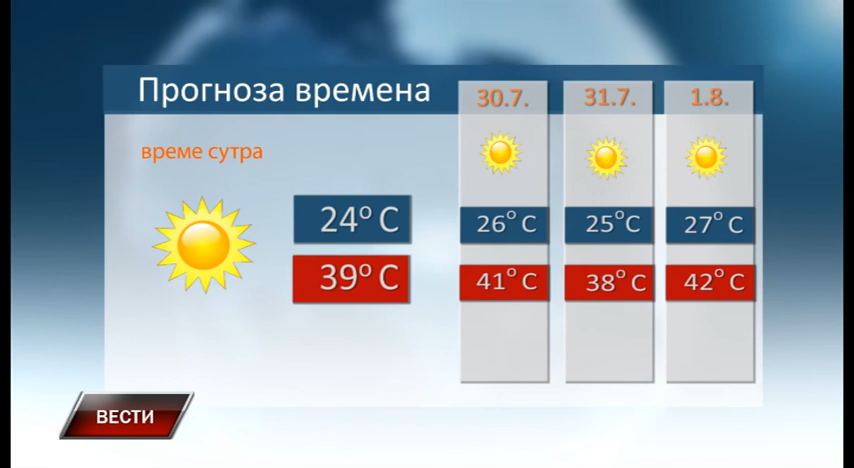 Прогноза времена
време сутра
24° C
39° C
30.7.
26° C
41° C
31.7.
25°C
38° C
1.8.
27° C
42° C
ВЕСТИ